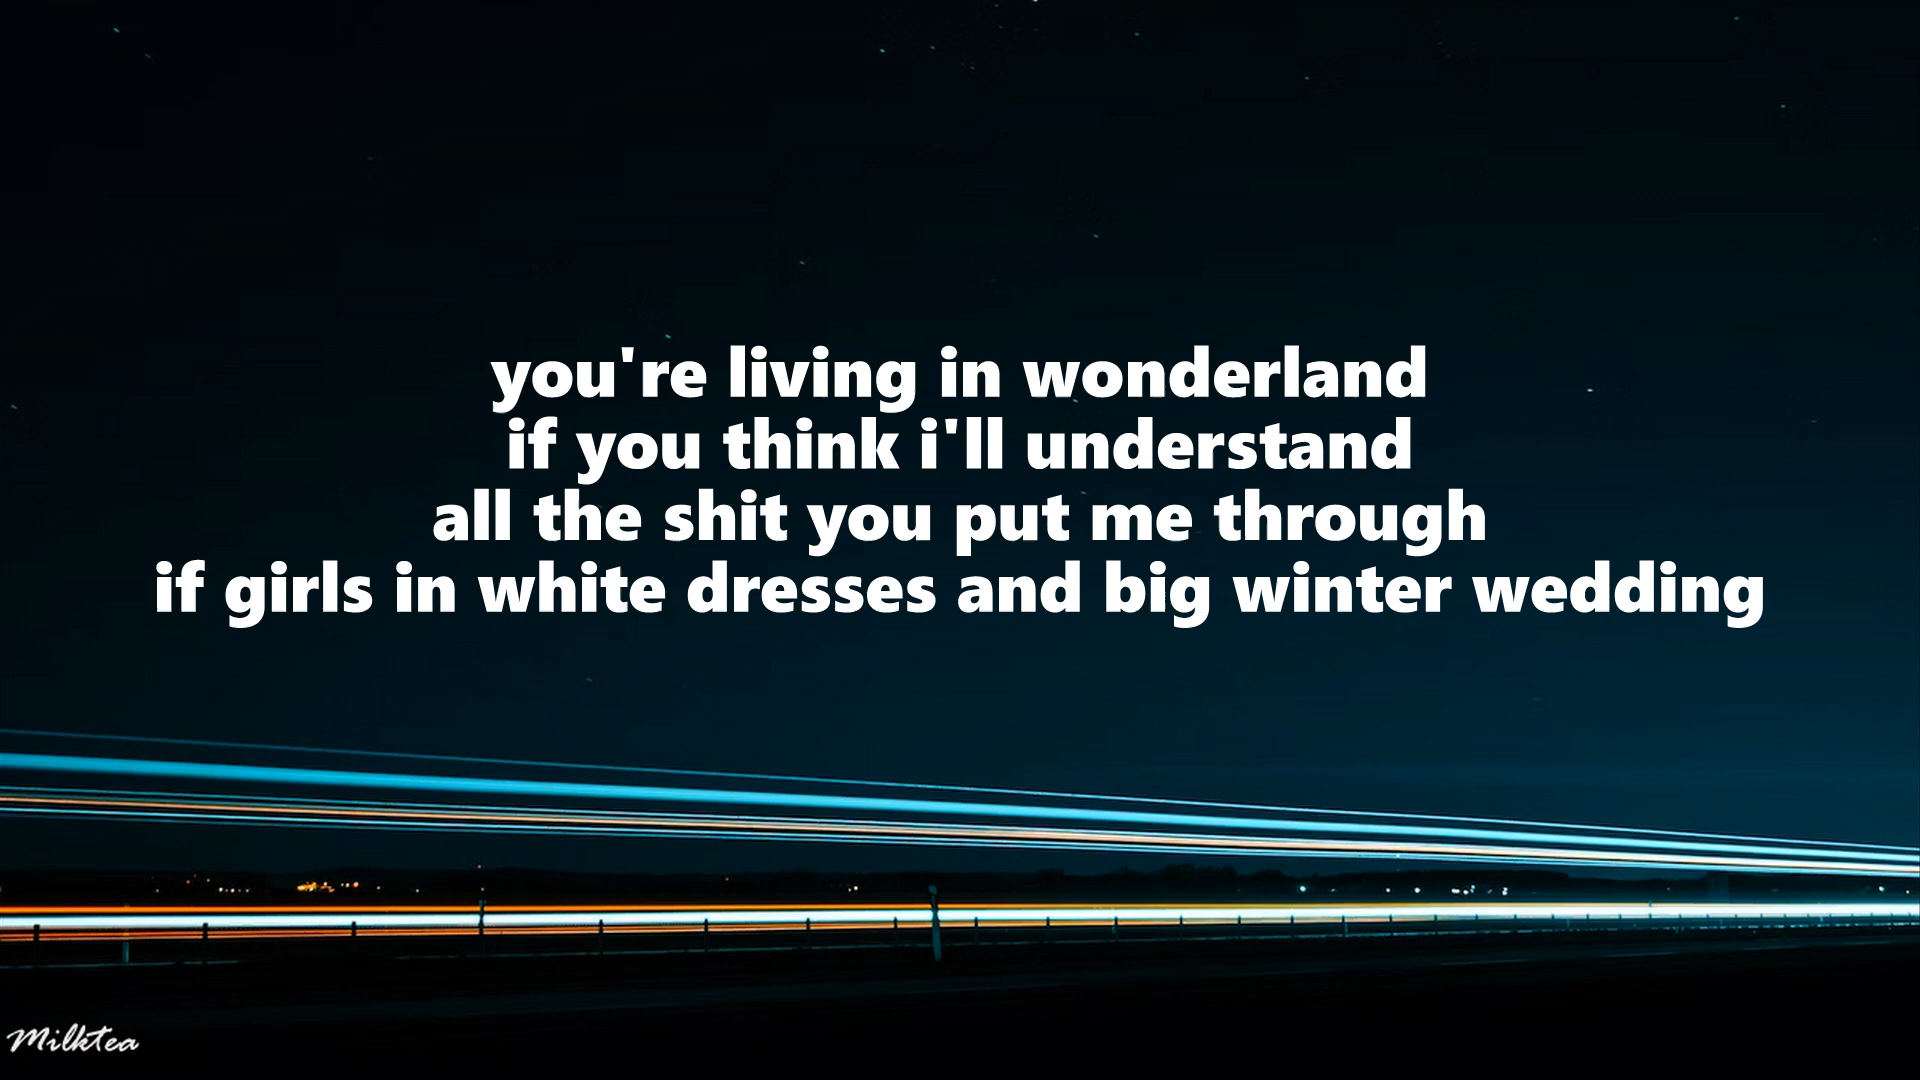 you're living in wonderland
if you think i'll understand
all the shit you put me through
if girls in white dresses and big winter wedding
Milktea